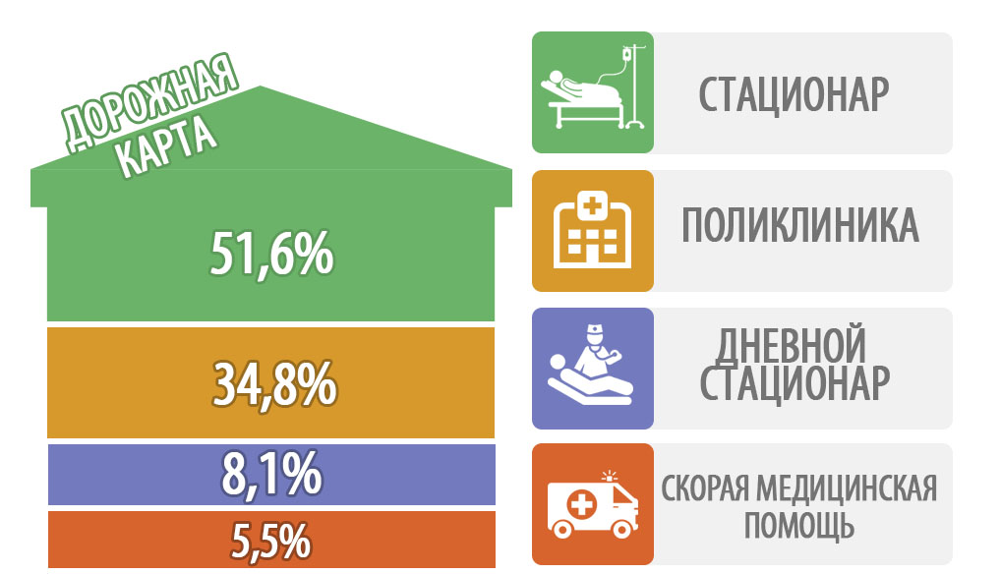 ДОРОЖНАЯ
КАРТА
51,6%
34,8%
8,1%
5,5%
СТАЦИОНАР
ПОЛИКЛИНИКА
ДНЕВНОЙ
СТАЦИОНАР
СКОРАЯ МЕДИЦИНСКАЯ
ПОМОЩЬ